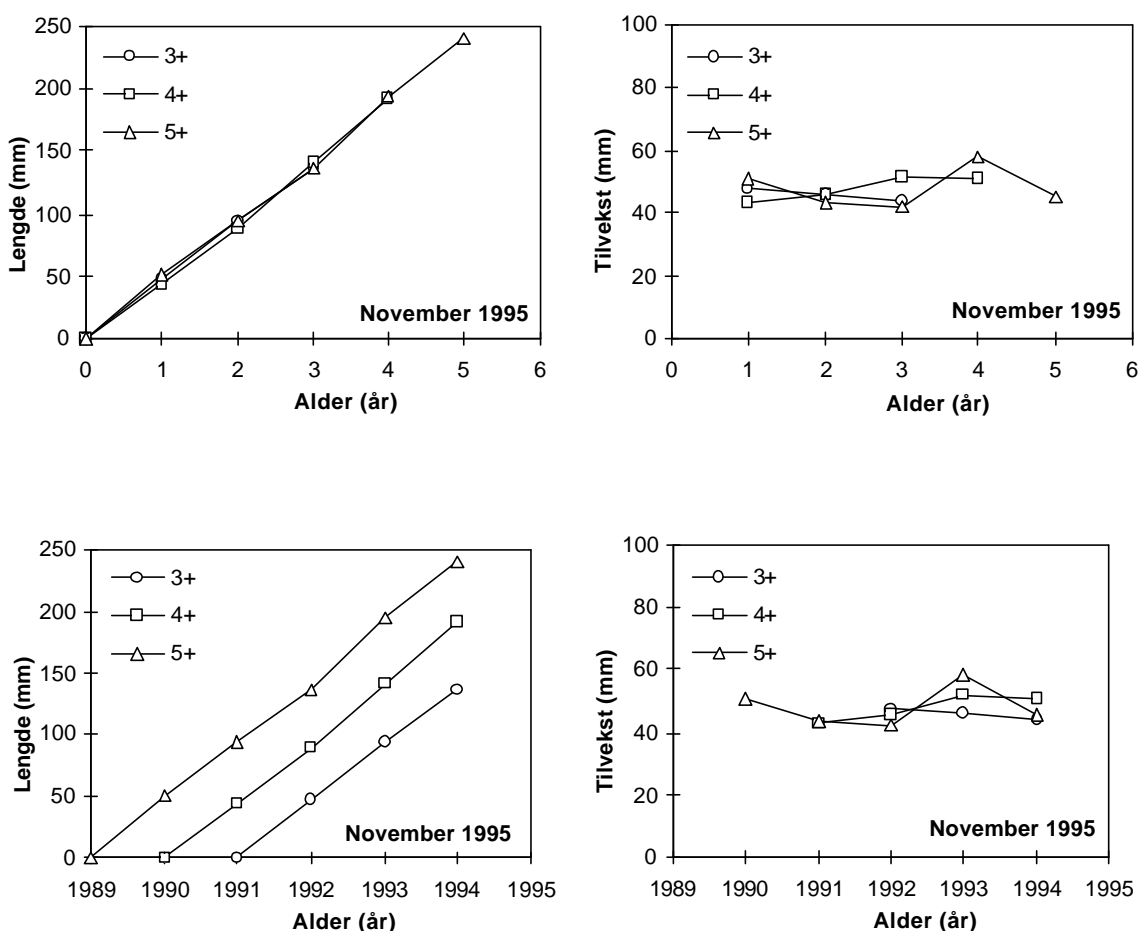 250
200
150
100
50
0
Lengde (mm)
3+
4+
5+
November 1995
0 1 2 3 4 5 6
Alder (år)
100
80
60
40
20
0
Tilvekst (mm)
3+
4+
5+
November 1995
0 1 2 3 4 5 6
Alder (år)
250
200
150
100
50
0
Lengde (mm)
3+
4+
5+
November 1995
1989 1990 1991 1992 1993 1994 1995
Alder (år)
100
80
60
40
20
0
Tilvekst (mm)
3+
4+
5+
November 1995
1989 1990 1991 1992 1993 1994 1995
Alder (år)